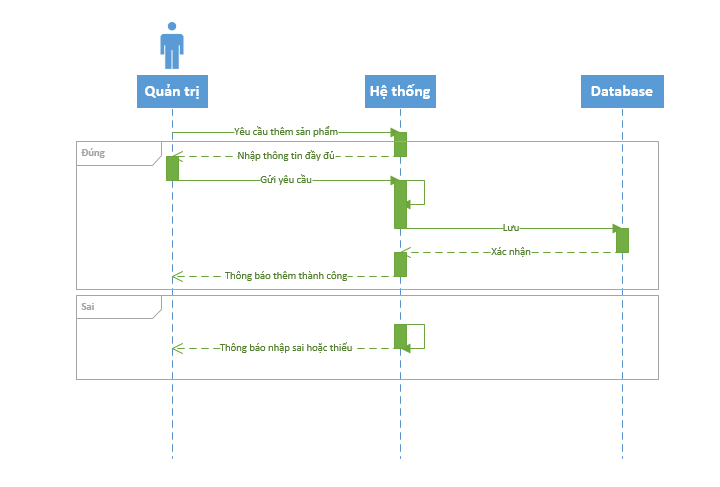 Quản trị
Hệ thống
Database
Yêu cầu thêm sản phẩm
Đúng
Nhập thông tin đầy đủ
Gửi yêu cầu
Lưu
Xác nhận
Thông báo thêm thành công
Sai
Thông báo nhập sai hoặc thiếu